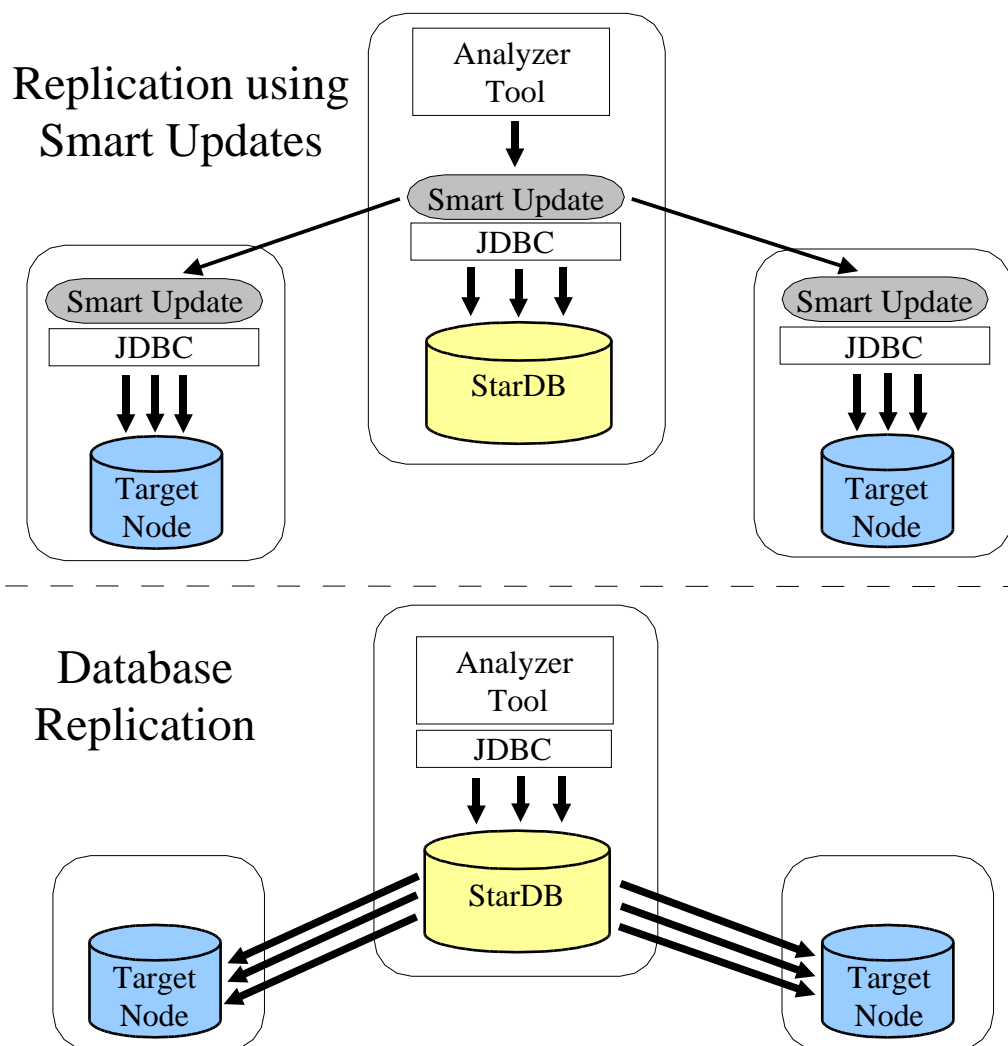 Replication using
Smart Updates
Analyzer
Tool
Smart Update
JDBC
StarDB
Smart Update
JDBC
Target
Node
Smart Update
JDBC
Target
Node
Database
Replication
Analyzer
Tool
JDBC
StarDB
Target
Node
Target
Node